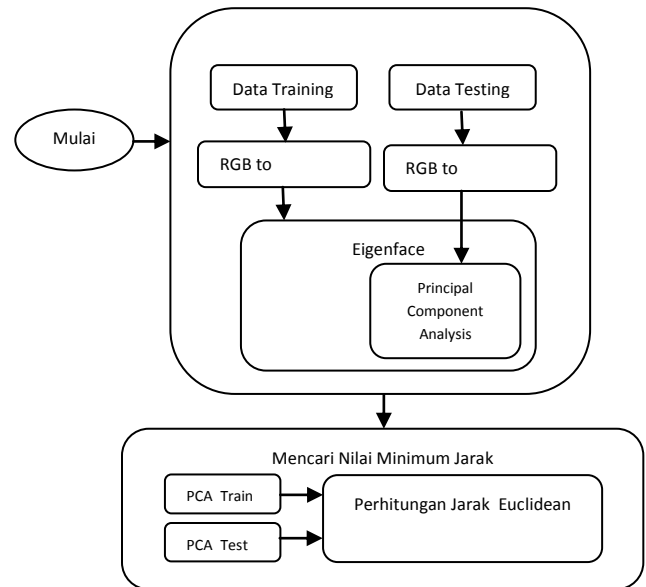 Data Training
Data Testing
Mulai
RGB to
RGB to
Eigenface
Principal
Component
Analysis
Mencari Nilai Minimum Jarak
PCA Train
Perhitungan Jarak Euclidean
PCA Test